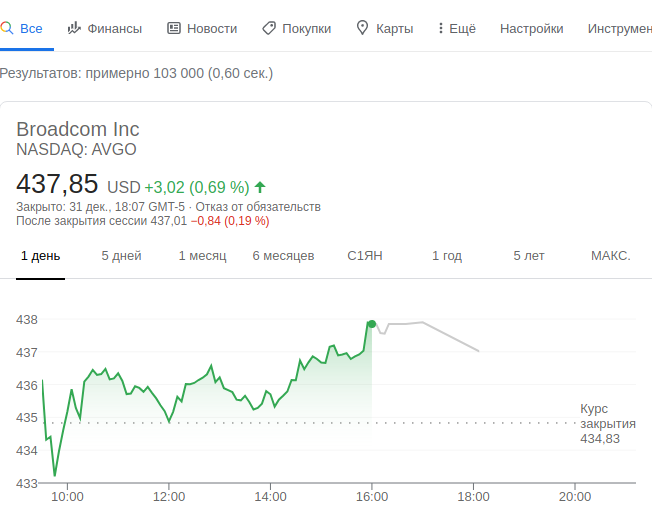 Все Финансы Новости Покупки Карты Ещё Настройки Инструмен
Результатов: примерно 103 000 (0,60 сек.)
Broadcom Inc
NASDAQ: AVGO
437,85 USD +3,02 (0,69 %)
Закрыто: 31 дек., 18:07 GMT-5 · Отказ от обязательств
После закрытия сессии 437,01 −0,84 (0,19 %)
1 день 5 дней 1 месяц 6 месяцев С1ЯН 1 год 5 лет МАКС.
438
437
436
435
434
433
Курс
закрытия
434,83
10:00 12:00 14:00 16:00 18:00 20:00